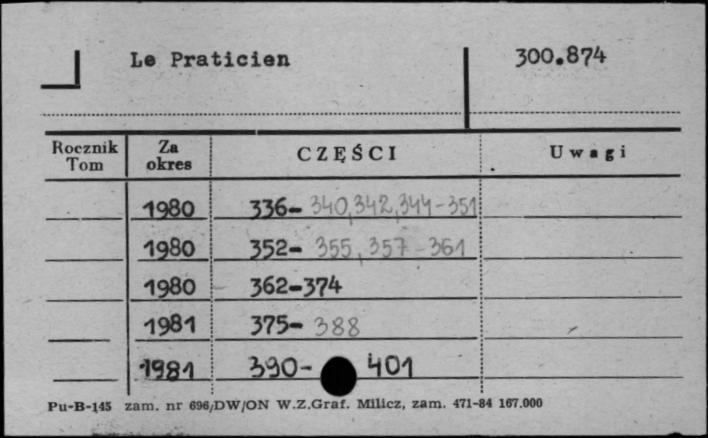 Le Praticien 300.874
Rocznik Tom Za okres CZĘŚCI Uwagi
1980 336- 340,342,344-351
1980 352- 355,357-361
1980 362-374
1981 375- 388
1981 390- 401
Pu-B-145 zam. nr 696/DW/ON W.Z.Graf. Milicz, zam. 471-84 167.000